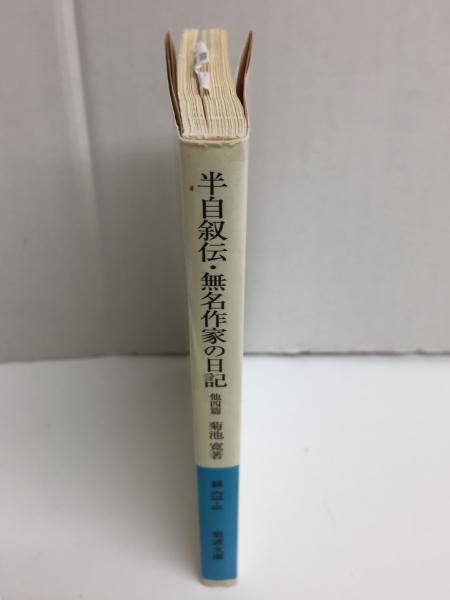 半自叙伝・無名作家の日記
他四篇
菊池寛著
岩波文庫